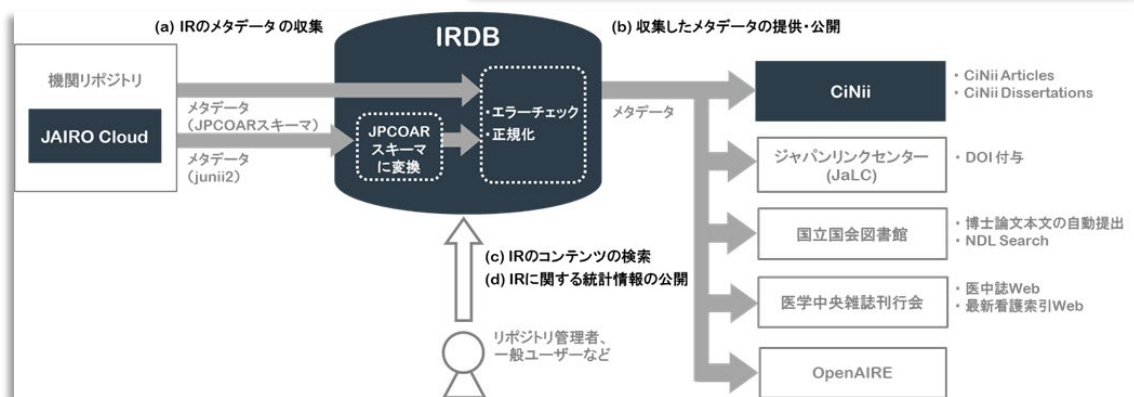 (a) IRのメタデータの収集
IRDB
(b) 収集したメタデータの提供・公開
機関リポジトリ
JAIRO Cloud
メタデータ
(JPCOARスキーマ)
メタデータ
(junii2)
JPCOAR
スキーマ
に変換
・エラーチェック
・正規化
メタデータ
CiNii
・CiNii Articles
・CiNii Dissertations
ジャパンリンクセンター
(JaLC)
・DOI 付与
国立国会図書館
・博士論文本文の自動提出
・NDL Search
医学中央雑誌刊行会
・医中誌Web
・最新看護索引Web
OpenAIRE
(c) IRのコンテンツの検索
(d) IRに関する統計情報の公開
リポジトリ管理者、
一般ユーザーなど